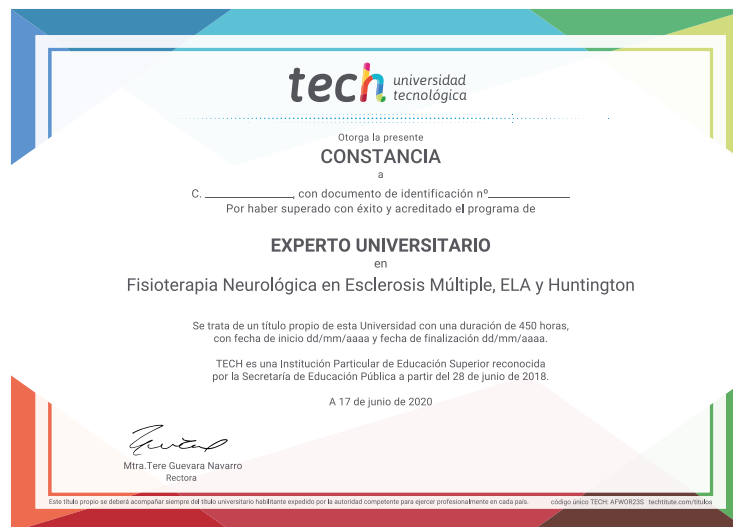 tech universidad
tecnológica
Otorga la presente
CONSTANCIA
a
C. ______________, con documento de identificación nº______________
Por haber superado con éxito y acreditado el programa de
EXPERTO UNIVERSITARIO
en
Fisioterapia Neurológica en Esclerosis Múltiple, ELA y Huntington
Se trata de un título propio de esta Universidad con una duración de 450 horas,
con fecha de inicio dd/mm/aaaa y fecha de finalización dd/mm/aaaa.
TECH es una Institución Particular de Educación Superior reconocida
por la Secretaría de Educación Pública a partir del 28 de junio de 2018.
A 17 de junio de 2020
Mtra.Tere Guevara Navarro
Rectora
Este título propio se deberá acompañar siempre del título universitario habilitante expedido por la autoridad competente para ejercer profesionalmente en cada país. código único TECH: AFWOR23S techtitute.com/titulos